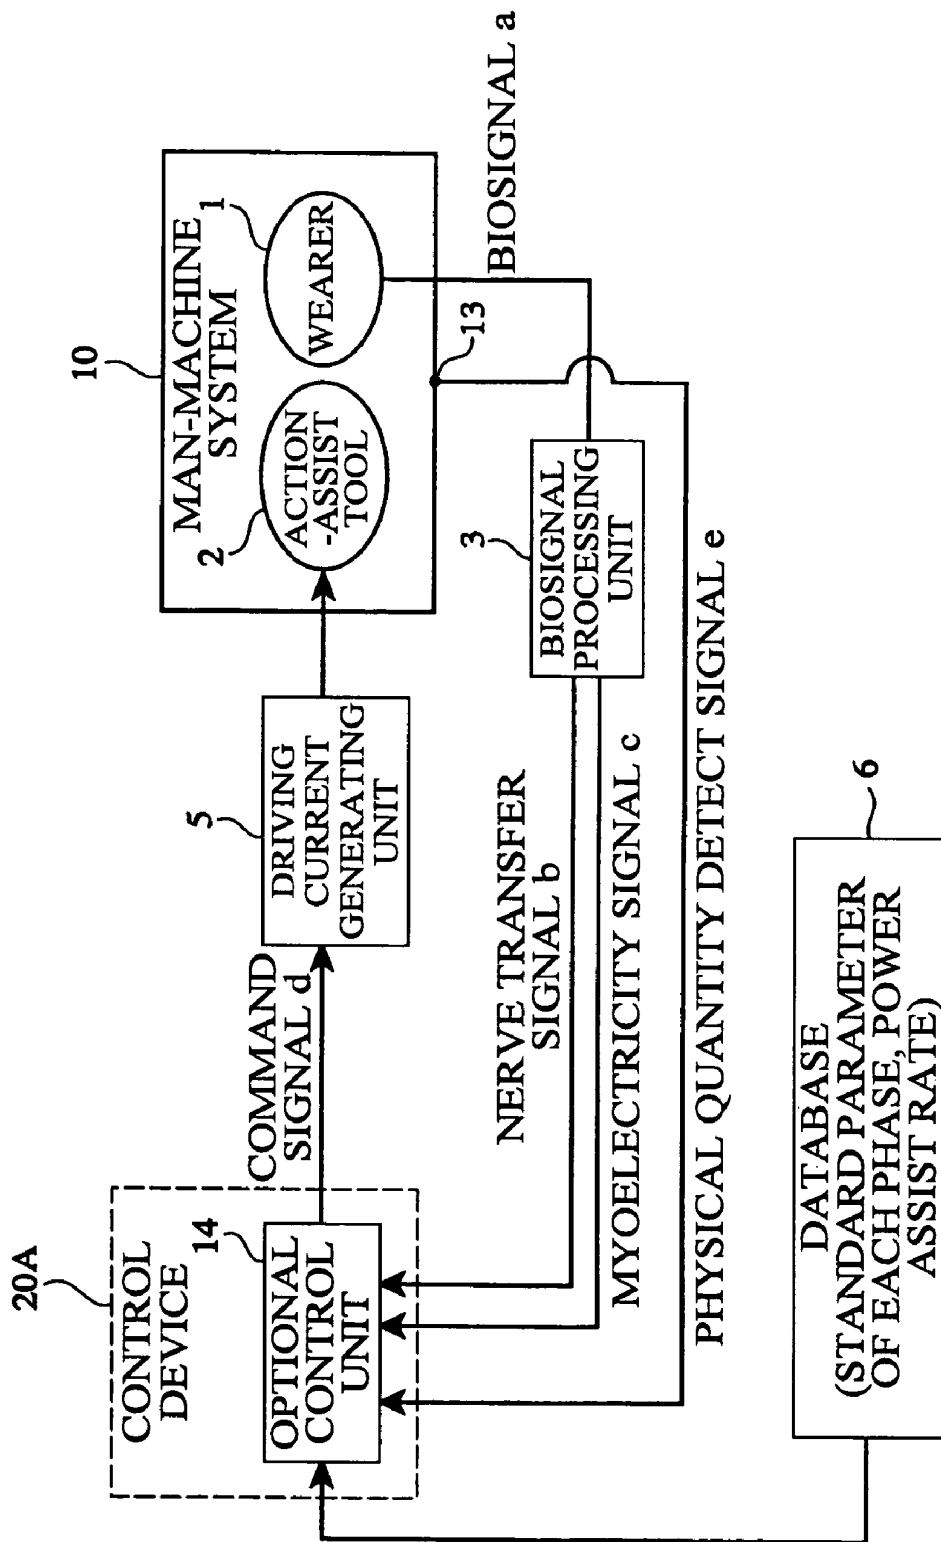 20A
CONTROL
DEVICE
14
OPTIONAL
CONTROL
UNIT
COMMAND
SIGNAL d
5
DRIVING
CURRENT
GENERATING
UNIT
10
MAN-MACHINE
SYSTEM
2
ACTION
-ASSIST
TOOL
1
WEARER
13
BIOSIGNAL a
3
BIOSIGNAL
PROCESSING
UNIT
NERVE TRANSFER
SIGNAL b
MYOELECTRICITY SIGNAL c
PHYSICAL QUANTITY DETECT SIGNAL e
6
DATABASE
(STANDARD PARAMETER
OF EACH PHASE, POWER
ASSIST RATE)